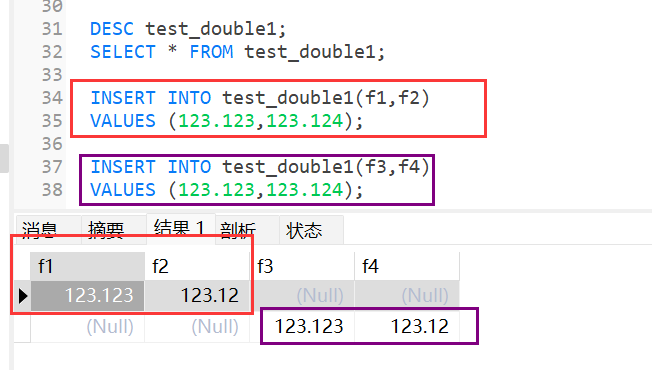 30
31 DESC test_double1;
32 SELECT * FROM test_double1;
33
34 INSERT INTO test_double1(f1,f2)
35 VALUES (123.123,123.124);
36
37 INSERT INTO test_double1(f3,f4)
38 VALUES (123.123,123.124);
消息 摘要 结果 1 剖析 状态
f1 f2 f3 f4
123.123 123.12 (Null) (Null)
(Null) (Null) 123.123 123.12